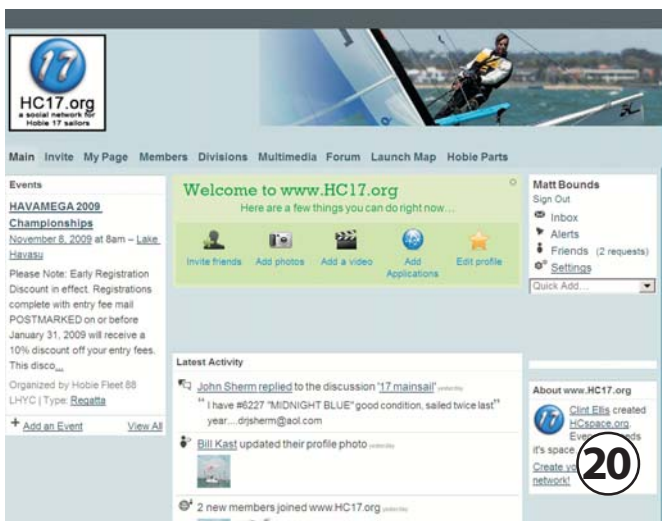 17
HC17.org
a social network for
Hobie 17 sailors
Main Invite My Page Members Divisions Multimedia Forum Launch Map Hobie Parts
Events
HAVAMEGA 2009
Championships
November 8, 2009 at 8am – Lake
Havasu
Please Note: Early Registration
Discount in effect. Registrations
complete with entry fee mail
POSTMARKED on or before
January 31, 2009 will receive a
10% discount off your entry fees.
This disco...
Organized by Hobie Fleet 88
LHYC | Type: Regatta
+ Add an Event View All
Welcome to www.HC17.org
Here are a few things you can do right now…
Invite friends Add photos Add a video Add Edit profile
Applications
Latest Activity
John Sherm replied to the discussion '17 mainsail' yesterday
" I have #6227 "MIDNIGHT BLUE" good condition, sailed twice last"
year....drjsherm@aol.com
Bill Kast updated their profile photo yesterday
2 new members joined www.HC17.org yesterday
Matt Bounds
Sign Out
Inbox
Alerts
Friends (2 requests)
Settings
Quick Add...
About www.HC17.org
17
Clint Ellis created
HCspace.org.
it's space
network!
20